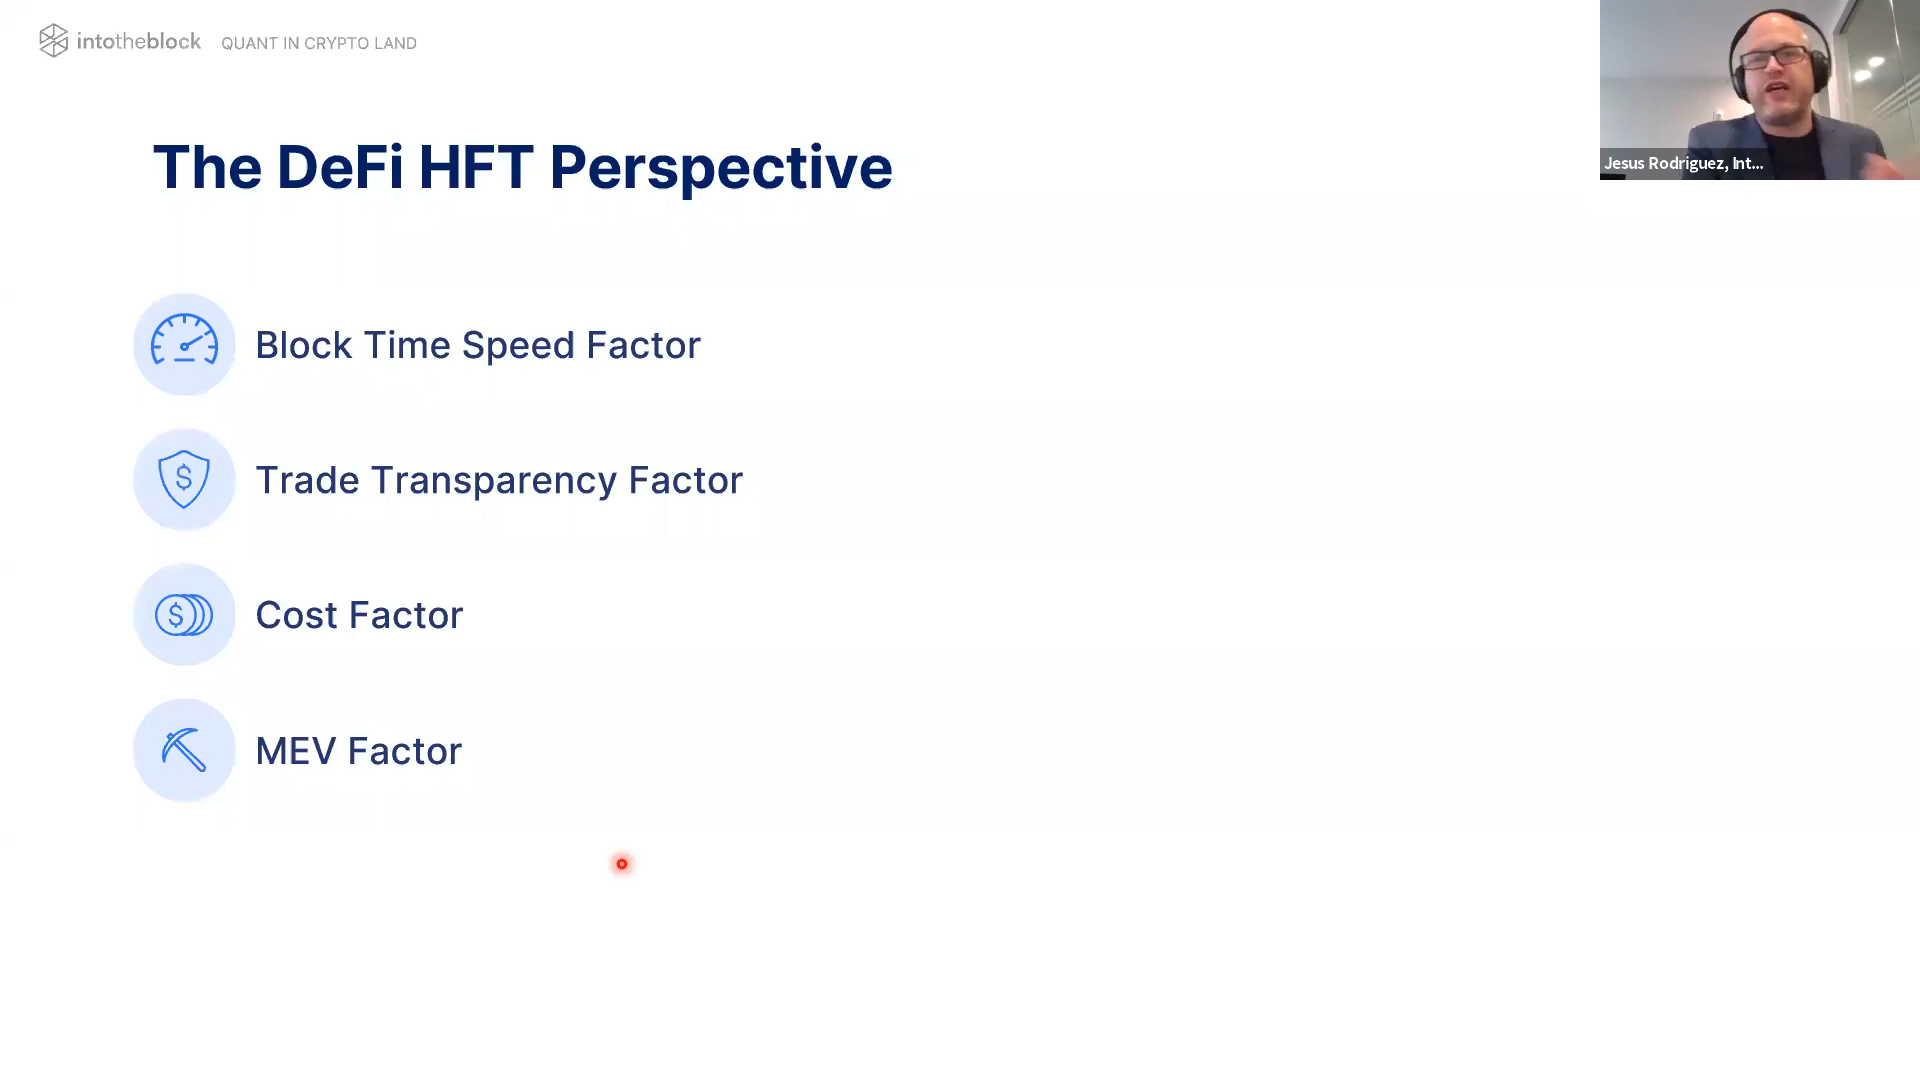 intotheblock QUANT IN CRYPTO LAND
Jesus Rodriguez, Int...
The DeFi HFT Perspective
Block Time Speed Factor
$
Trade Transparency Factor
$
Cost Factor
MEV Factor